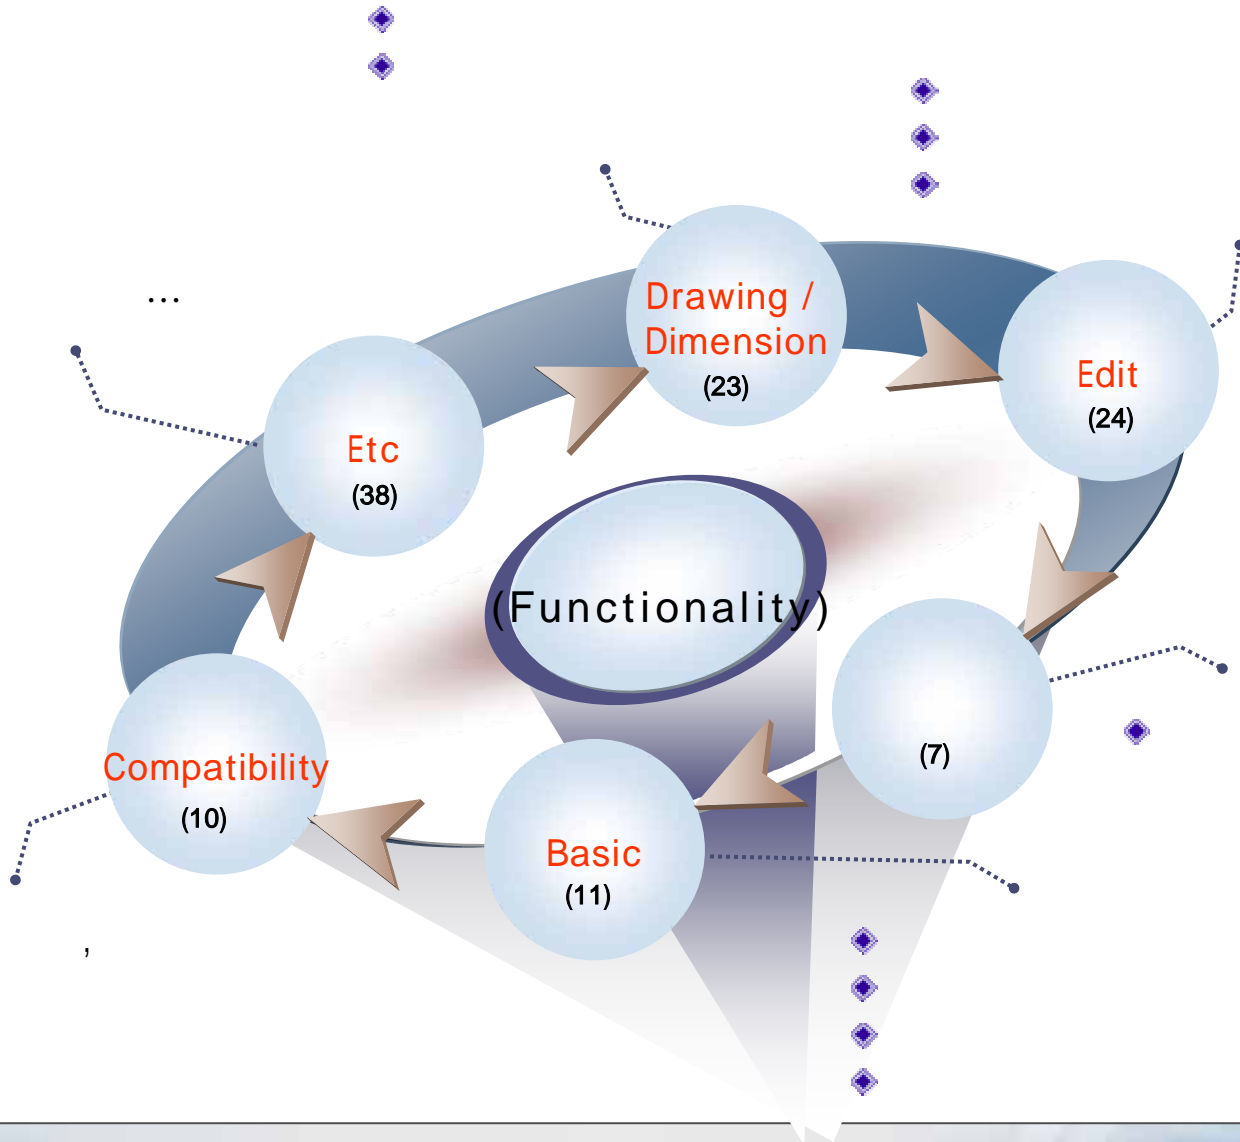 …
Drawing /
Dimension
(23)
Edit
(24)
Etc
(38)
(Functionality)
(7)
Compatibility
(10)
Basic
(11)
,